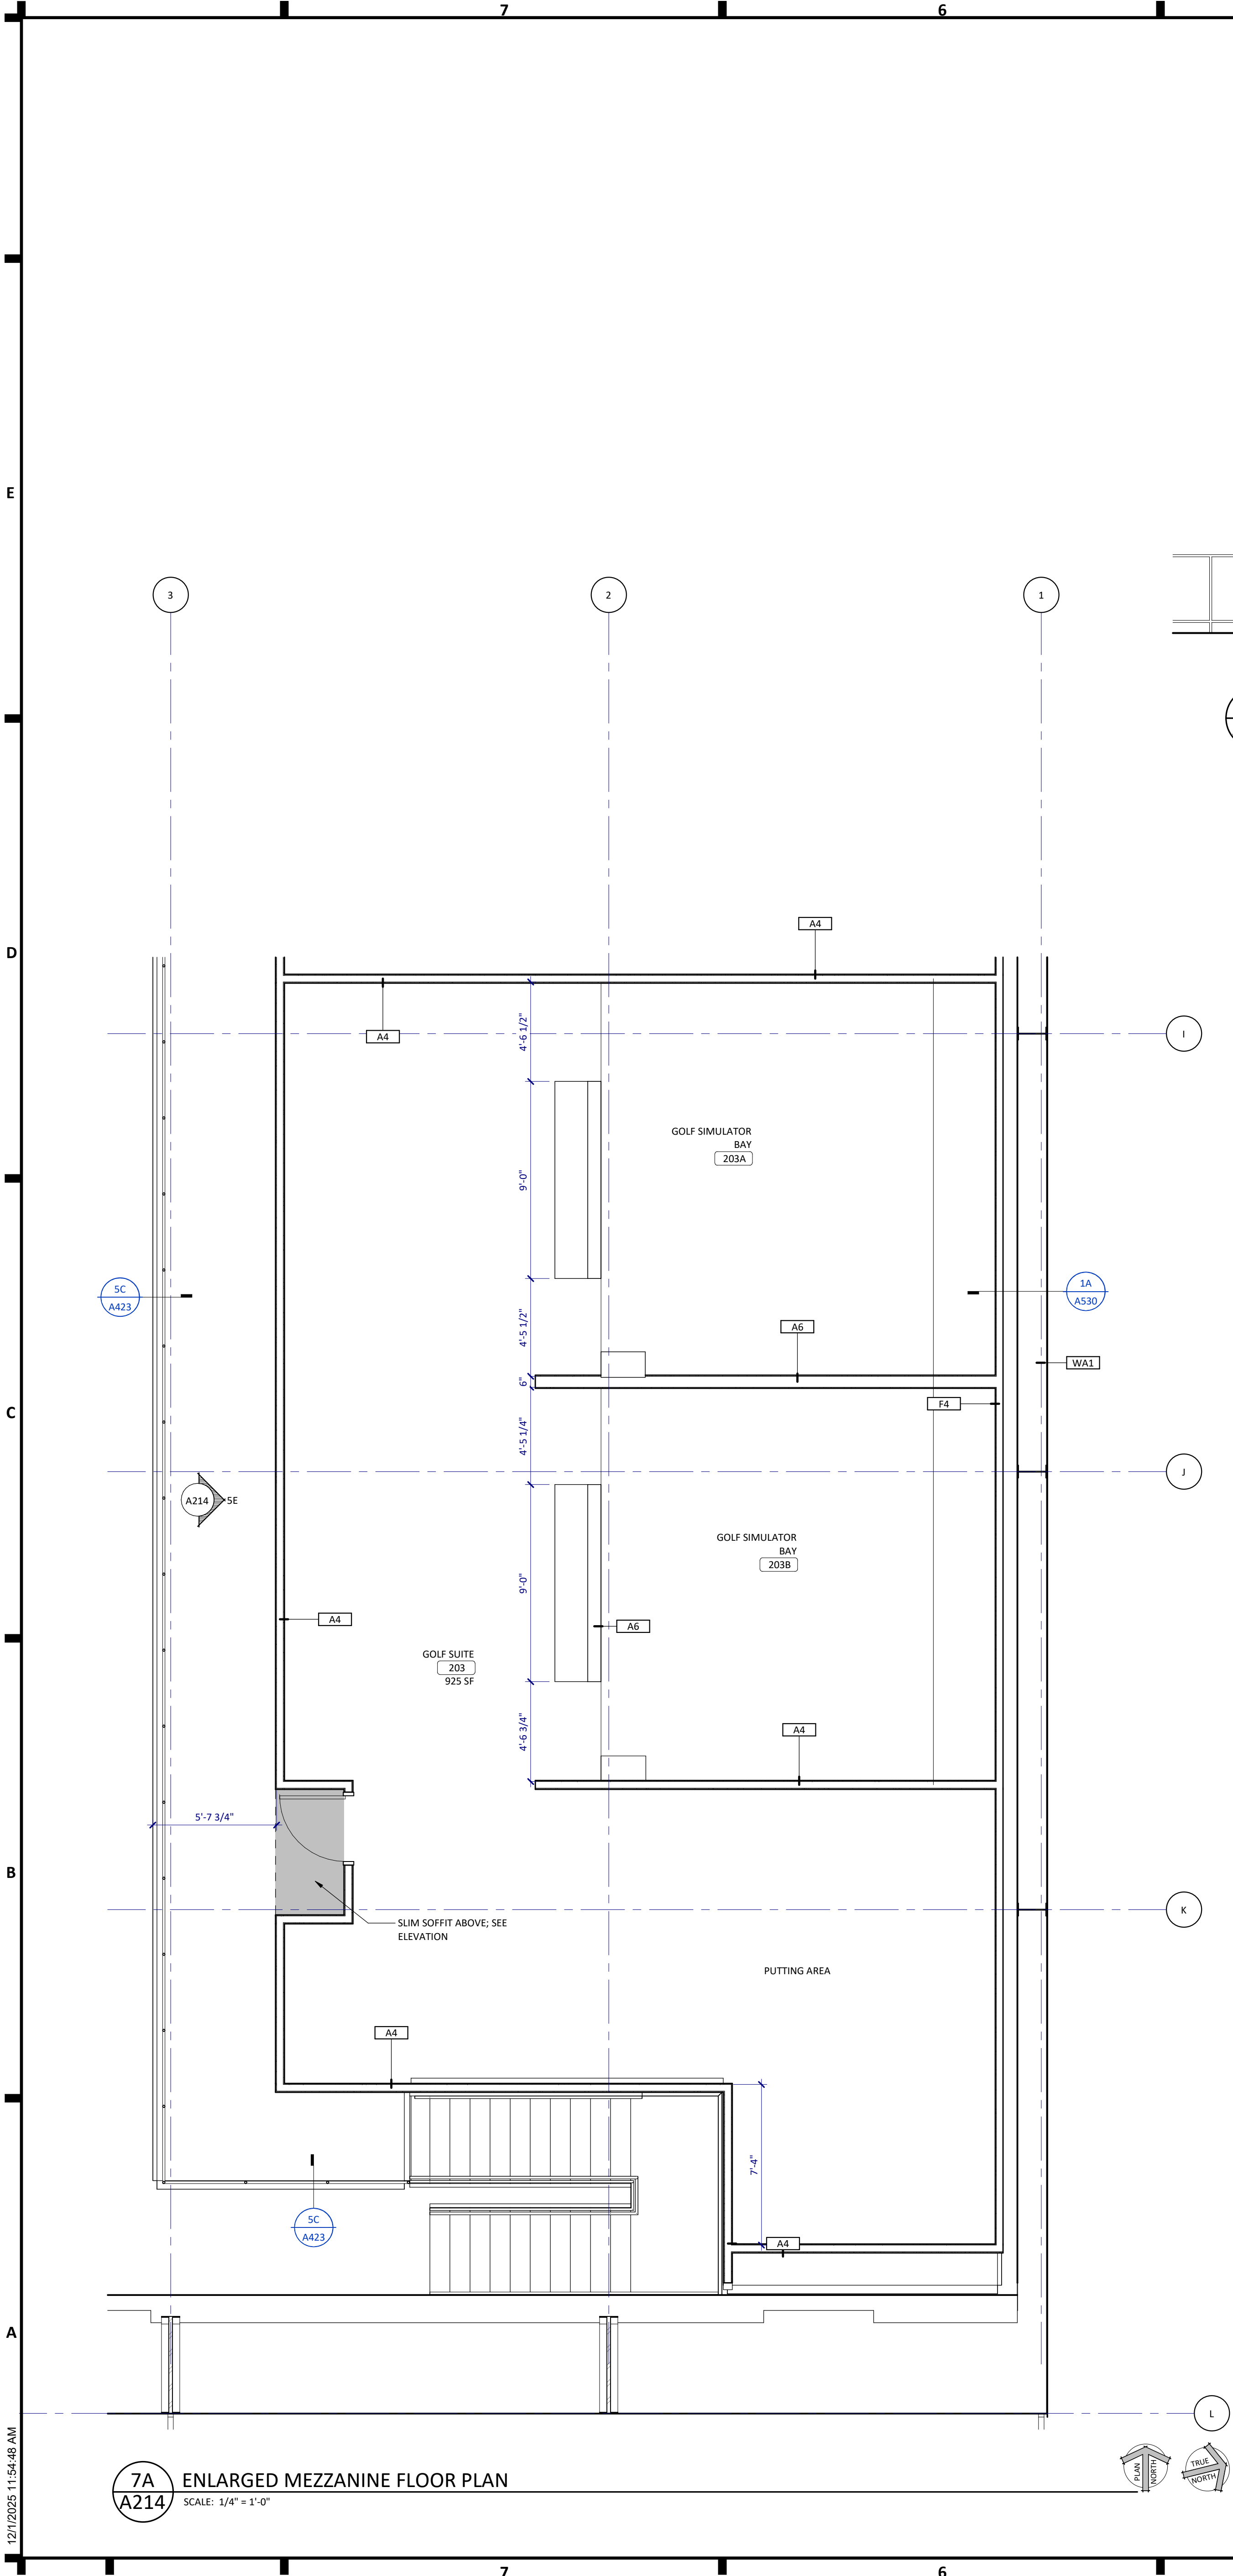 7
6
E
3
2
1
D
A4
A4
I
4'-6 1/2"
GOLF SIMULATOR
BAY
203A
9'-0"
5C
A423
1A
A530
4'-5 1/2"
A6
WA1
6"
F4
C
4'-5 1/4"
J
A214
5E
GOLF SIMULATOR
BAY
203B
9'-0"
A4
A6
GOLF SUITE
203
925 SF
4'-6 3/4"
A4
5'-7 3/4"
B
K
SLIM SOFFIT ABOVE; SEE
ELEVATION
PUTTING AREA
A4
7'-4"
5C
A423
A4
A
L
12/1/2025 11:54:48 AM
7A
A214
ENLARGED MEZZANINE FLOOR PLAN
SCALE: 1/4" = 1'-0"
PLAN
NORTH
TRUE
NORTH
7
6